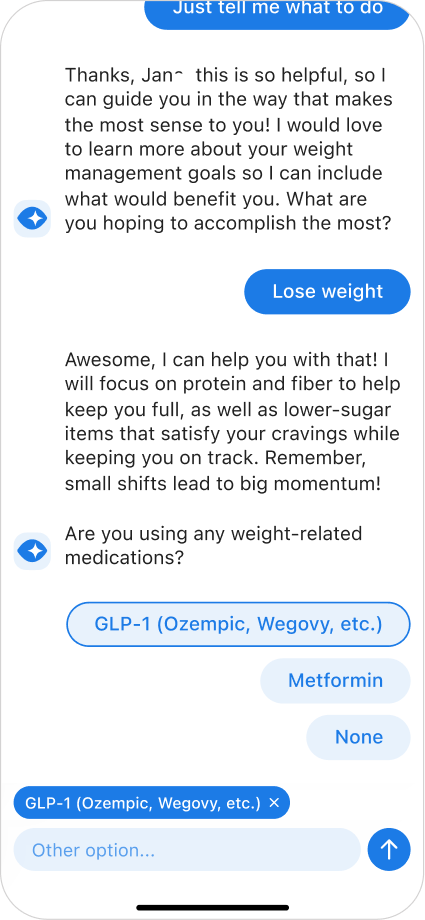 Just tell me what to do
Thanks, this is so helpful, so I
can guide you in the way that makes
the most sense to you! I would love
to learn more about your weight
management goals so I can include
what would benefit you. What are
you hoping to accomplish the most?
Lose weight
Awesome, I can help you with that! I
will focus on protein and fiber to help
keep you full, as well as lower-sugar
items that satisfy your cravings while
keeping you on track. Remember,
small shifts lead to big momentum!
Are you using any weight-related
medications?
GLP-1 (Ozempic, Wegovy, etc.)
Metformin
None
GLP-1 (Ozempic, Wegovy, etc.) ×
Other option...